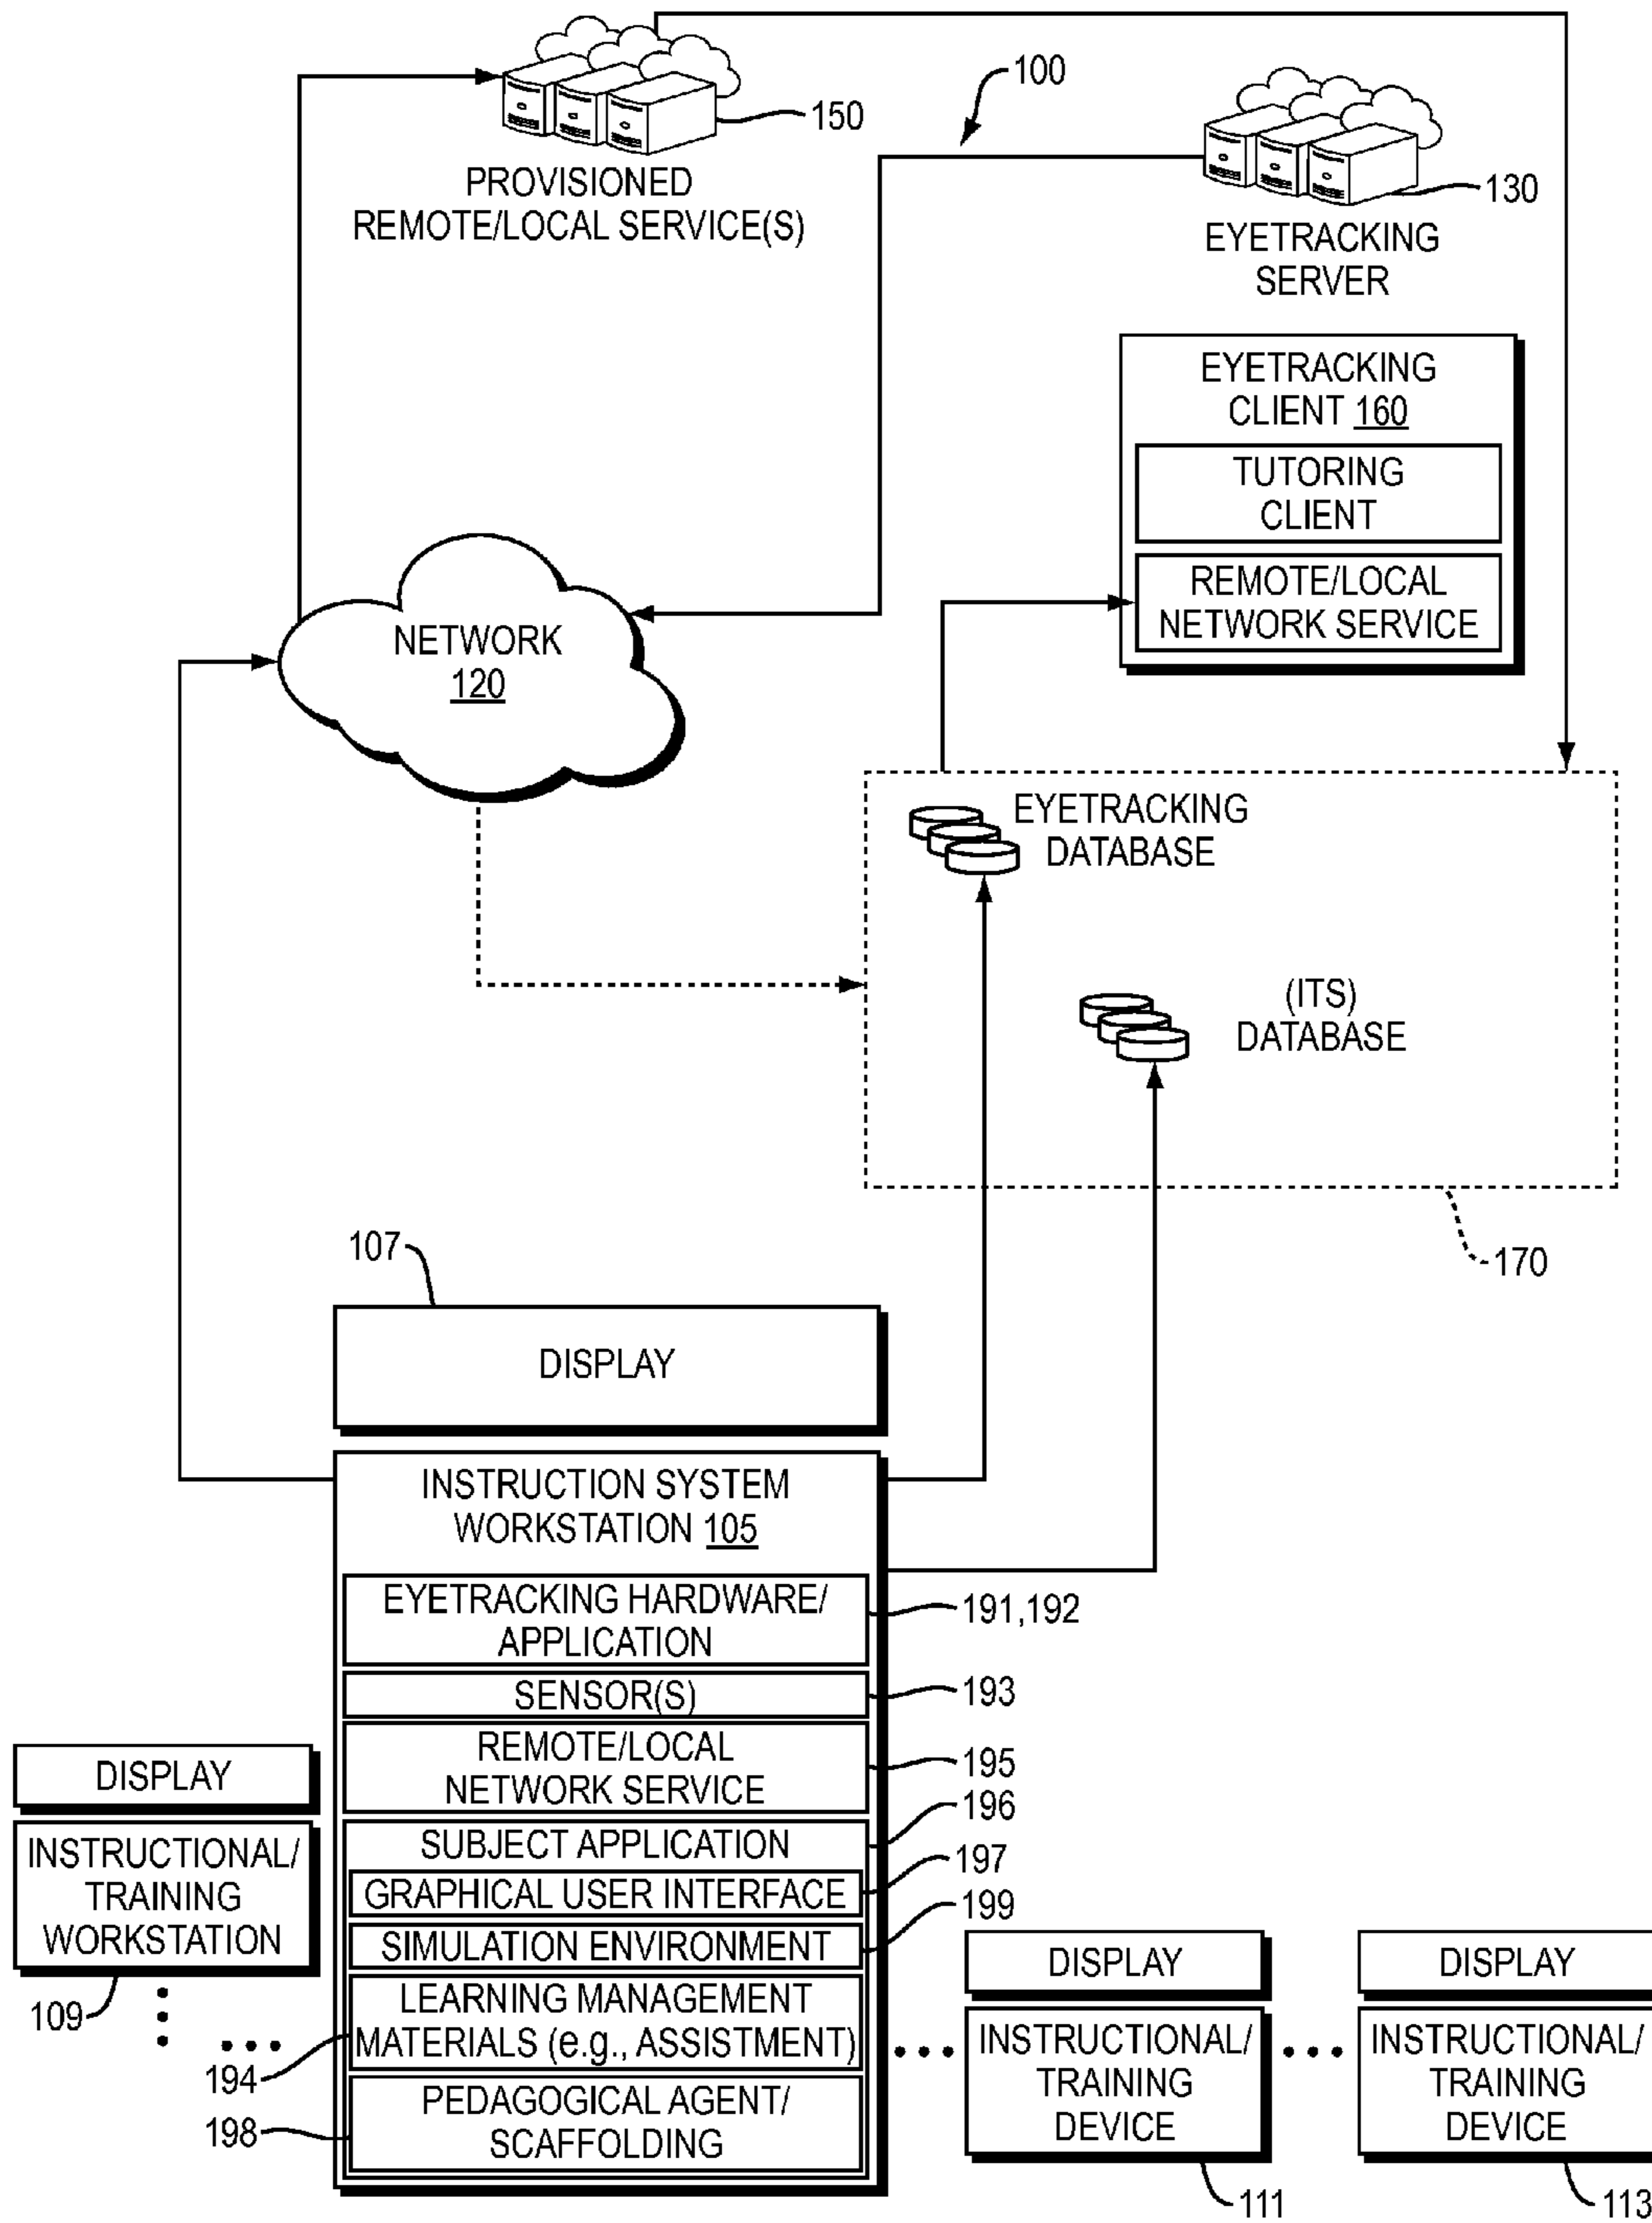 100
150
PROVISIONED
REMOTE/LOCAL SERVICE(S)
130
EYETRACKING
SERVER
EYETRACKING
CLIENT 160
TUTORING
CLIENT
REMOTE/LOCAL
NETWORK SERVICE
NETWORK
120
EYETRACKING
DATABASE
(ITS)
DATABASE
170
107
DISPLAY
INSTRUCTION SYSTEM
WORKSTATION 105
EYETRACKING HARDWARE/
APPLICATION
191,192
SENSOR(S)
193
REMOTE/LOCAL
NETWORK SERVICE
195
SUBJECT APPLICATION
196
GRAPHICAL USER INTERFACE
197
SIMULATION ENVIRONMENT
199
LEARNING MANAGEMENT
MATERIALS (e.g., ASSISTMENT)
194
PEDAGOGICAL AGENT/
SCAFFOLDING
198
DISPLAY
INSTRUCTIONAL/
TRAINING
WORKSTATION
109
DISPLAY
INSTRUCTIONAL/
TRAINING
DEVICE
111
DISPLAY
INSTRUCTIONAL/
TRAINING
DEVICE
113